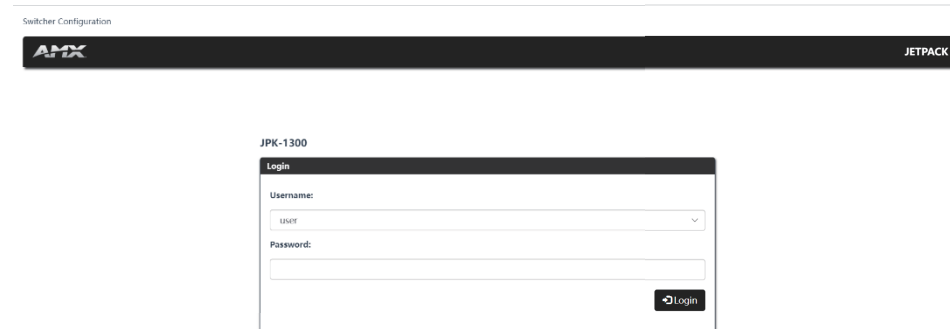 Switcher Configuration
AMX JETPACK
JPK-1300
Login
Username:
user
Password:
Login